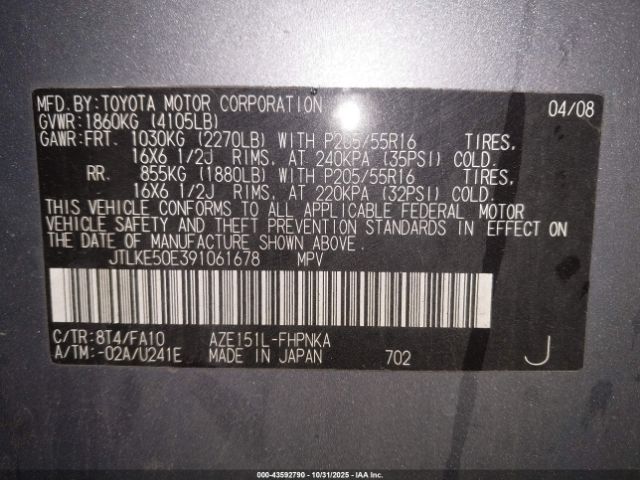 MFD.BY:TOYOTA MOTOR CORPORATION 04/08
GVWR:1860KG (4105LB)
GAWR:FRT. 1030KG (2270LB) WITH P205/55R16 TIRES,
16X6 1/2J RIMS, AT 240KPA (35PSI) COLD.
RR. 855KG (1880LB) WITH P205/55R16 TIRES,
16X6 1/2J RIMS, AT 220KPA (32PSI) COLD.
THIS VEHICLE CONFORMS TO ALL APPLICABLE FEDERAL MOTOR
VEHICLE SAFETY AND THEFT PREVENTION STANDARDS IN EFFECT ON
THE DATE OF MANUFACTURE SHOWN ABOVE.
JTLKE50E391061678 MPV
C/TR:8T4/FA10 AZE151L-FHPNKA
A/TM:-02A/U241E MADE IN JAPAN 702 J
000-43592790 - 10/31/2025 - IAA Inc.